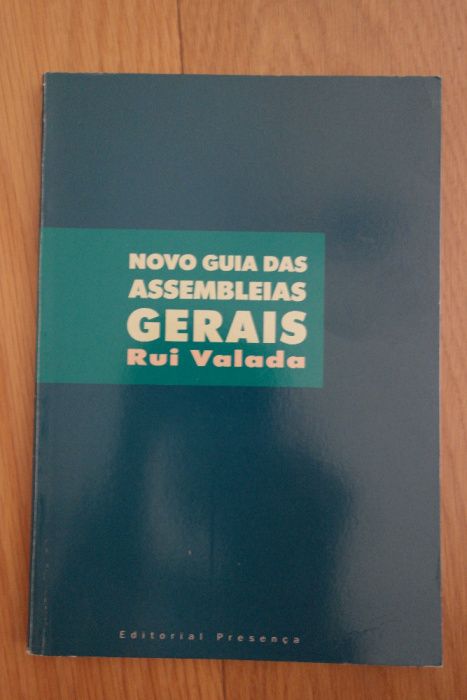 NOVO GUIA DAS
ASSEMBLEIAS
GERAIS
Rui Valada
Editorial Presença